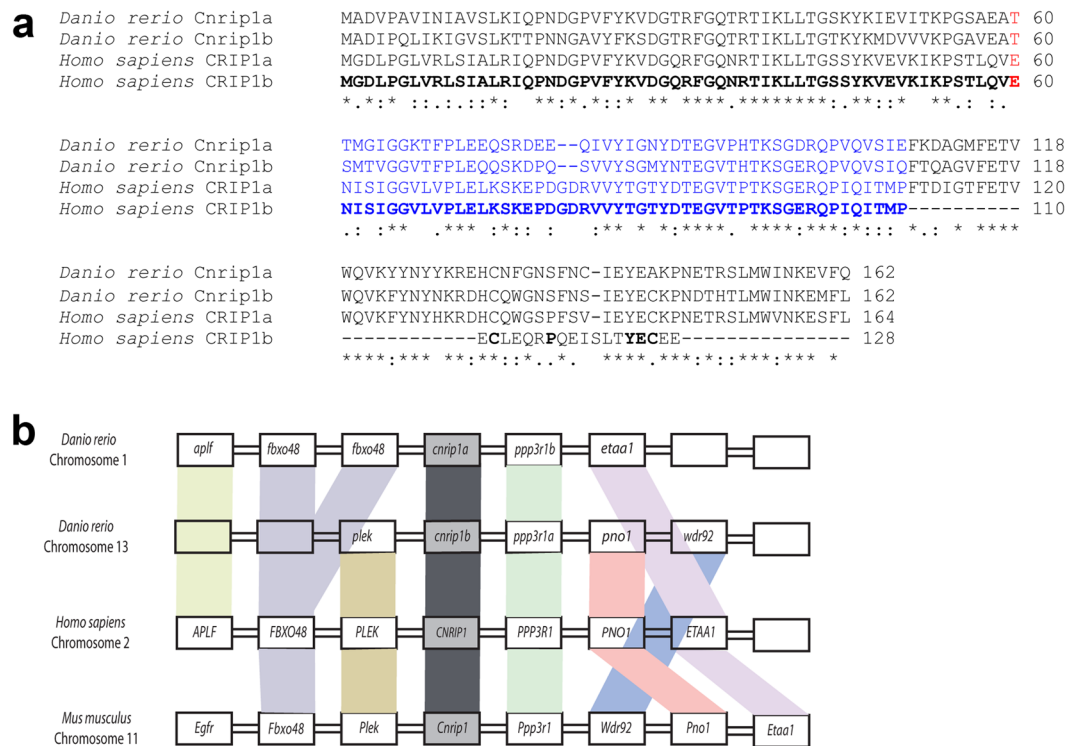 a
Danio rerio Cnrip1a MADVPAVINIAVSLKIQPNDGPVFYKVDGTRFGQTRTIKLLTGSKYKIEVITKPGSAEAT 60
Danio rerio Cnrip1b MADIPQLIKIGVSLKTTPNNGAVYFKSDGTRFGQTRTIKLLTGTKYKMDVVVKPGAVEAT 60
Homo sapiens CRIP1a MGDLPGLVRLSIALRIQPNDGPVFYKVDGQRFGQNRTIKLLTGSSYKVEVKIKPSTLQVE 60
Homo sapiens CRIP1b MGDLPGLVRLSIALRIQPNDGPVFYKVDGQRFGQNRTIKLLTGSSYKVEVKIKPSTLQVE 60
*.:* ::.:.::*: **:*.*::* ** ****.********:.**::* **.: :.
Danio rerio Cnrip1a TMGIGGKTFPLEEQSRDEE--QIVVYIGNYDTEGVPHTKSGDRQPVQVSIEFKDAGMFETV 118
Danio rerio Cnrip1b SMTVGGVTFPLEEQQSKDPQ--SVVYSGMYNTEGVTHTKSGDRQPVQVSIQFTQAGVFETV 118
Homo sapiens CRIP1a NISIGGVLVPLELKSKEPDGDRVVYTGTYDTEGVTPTKSGERQPIQITMPFTDIGTFETV 120
Homo sapiens CRIP1b NISIGGVLVPLELKSKEPDGDRVVYTGTYDTEGVTPTKSGERQPIQITMP---------- 110
.: :** .*** :. : :** * *:****. ****:***:*::: *.: * ****
Danio rerio Cnrip1a WQVKYYNYYKREHCNFGNSFNC-IEYEAKPNETRSLMWINKEVFQ 162
Danio rerio Cnrip1b WQVKFYNYNKRDHCQWGNSFNS-IEYECKPNDTHTLMWINKEMFL 162
Homo sapiens CRIP1a WQVKFYNYHKRDHCQWGSPFSV-IEYECKPNETRSLMWVNKESFL 164
Homo sapiens CRIP1b ------------ECLEQRPQEISLTYECEE-------------- 128
****:*** **:**::*..*. ****.***:*::***:*** *
b
Danio rerio
Chromosome 1
aplf fbxo48 fbxo48 cnrip1a ppp3r1b etaa1
Danio rerio
Chromosome 13
plek cnrip1b ppp3r1a pno1 wdr92
Homo sapiens
Chromosome 2
APLF FBXO48 PLEK CNRIP1 PPP3R1 PNO1 ETAA1
Mus musculus
Chromosome 11
Egfr Fbxo48 Plek Cnrip1 Ppp3r1 Wdr92 Pno1 Etaa1